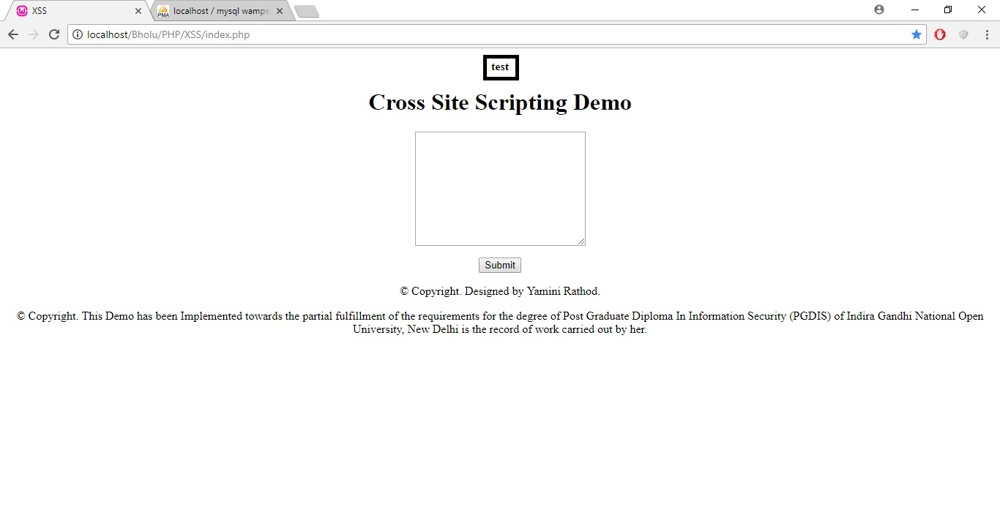 XSS
localhost / mysql wamps
localhost/Bholu/PHP/XSS/index.php
test
Cross Site Scripting Demo
Submit
© Copyright. Designed by Yamini Rathod.
© Copyright. This Demo has been Implemented towards the partial fulfillment of the requirements for the degree of Post Graduate Diploma In Information Security (PGDIS) of Indira Gandhi National Open
University, New Delhi is the record of work carried out by her.